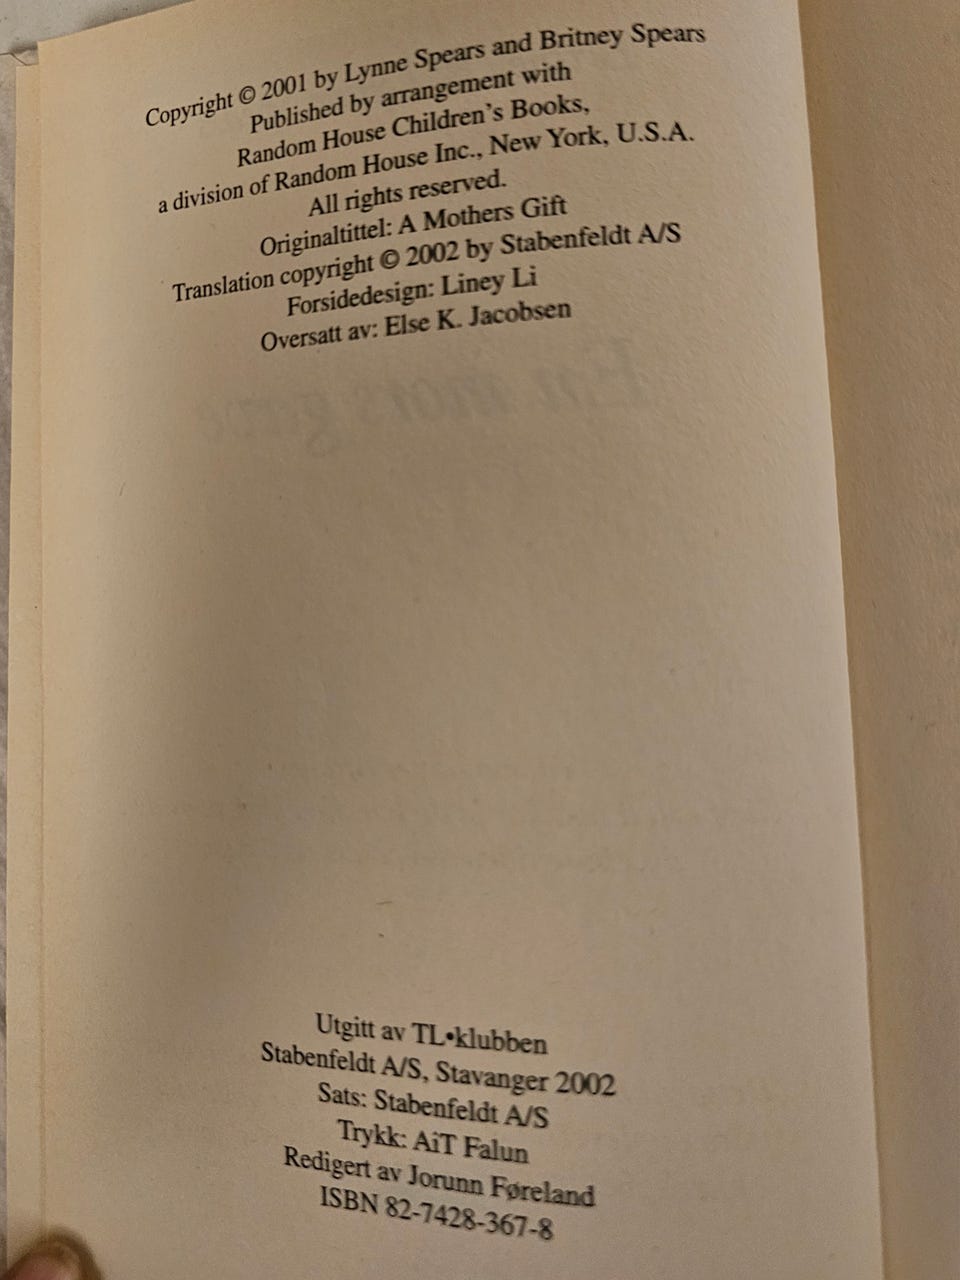 Copyright © 2001 by Lynne Spears and Britney Spears
Published by arrangement with
Random House Children's Books,
a division of Random House Inc., New York, U.S.A.
All rights reserved.
Originaltittel: A Mothers Gift
Translation copyright © 2002 by Stabenfeldt A/S
Forsidedesign: Liney Li
Oversatt av: Else K. Jacobsen
En mors gave
Utgitt av TL•klubben
Stabenfeldt A/S, Stavanger 2002
Sats: Stabenfeldt A/S
Trykk: AiT Falun
Redigert av Jorunn Føreland
ISBN 82-7428-367-8